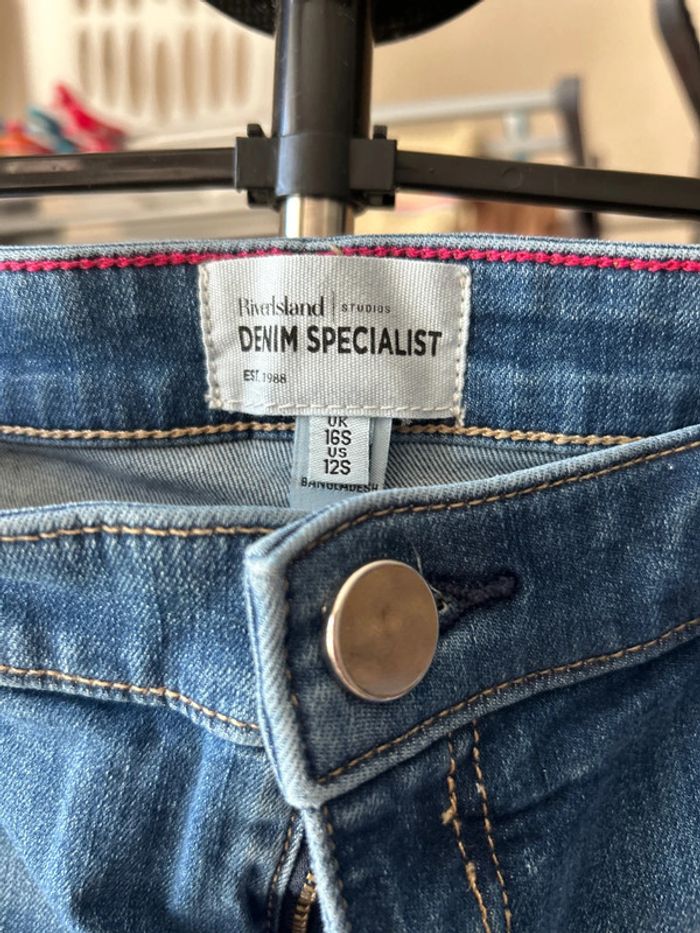 RiverIsland | STUDIOS
DENIM SPECIALIST
EST. 1988
UK
16S
US
12S
BANGLADESH